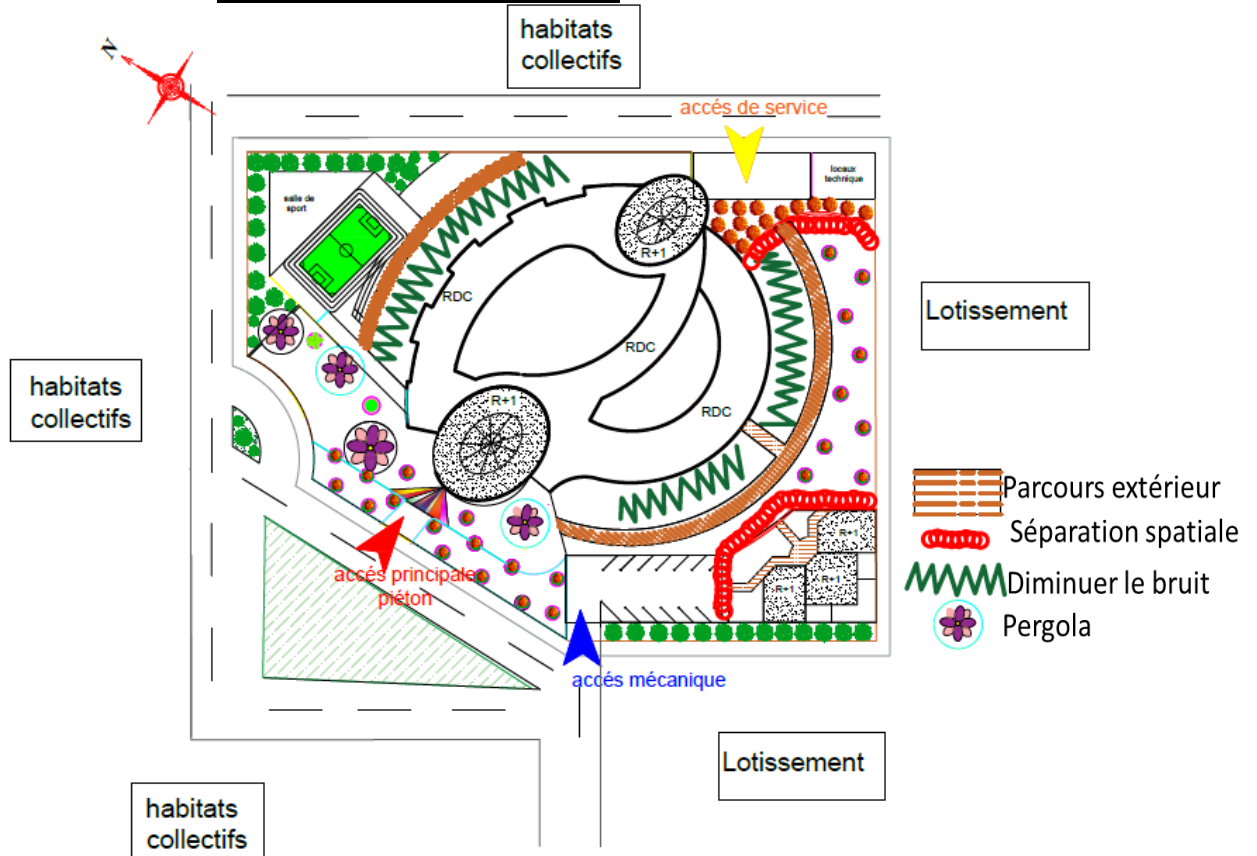 habitats
collectifs
N
accés de service
locaux
technique
salle de
sport
R+1
RDC
RDC
Lotissement
habitats
collectifs
R+1
RDC
Parcours extérieur
Séparation spatiale
R+1
accés principale
piéton
R+1
R+1
Diminuer le bruit
Pergola
accés mécanique
Lotissement
habitats
collectifs